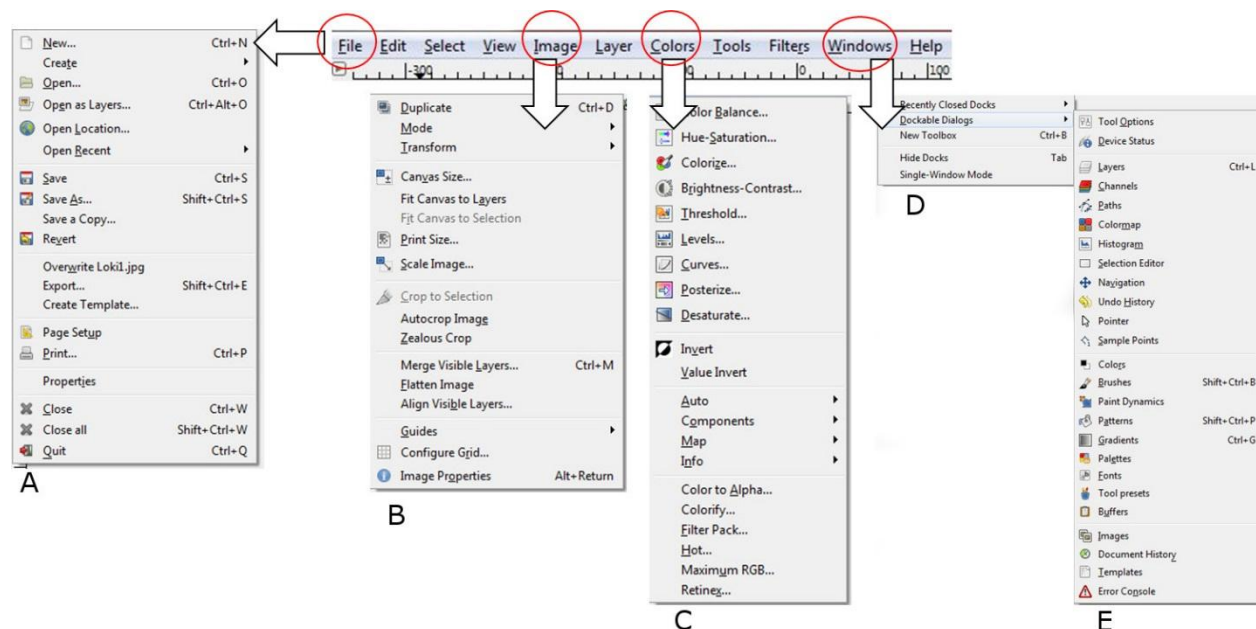 File Edit Select View Image Layer Colors Tools Filters Windows Help
-300 0 100
New... Ctrl+N
Create
Open... Ctrl+O
Open as Layers... Ctrl+Alt+O
Open Location...
Open Recent
Save Ctrl+S
Save As... Shift+Ctrl+S
Save a Copy...
Revert
Overwrite Loki1.jpg
Export... Shift+Ctrl+E
Create Template...
Page Setup
Print... Ctrl+P
Properties
Close Ctrl+W
Close all Shift+Ctrl+W
Quit Ctrl+Q
A
Duplicate Ctrl+D
Mode
Transform
Canvas Size...
Fit Canvas to Layers
Fit Canvas to Selection
Print Size...
Scale Image...
Crop to Selection
Autocrop Image
Zealous Crop
Merge Visible Layers... Ctrl+M
Flatten Image
Align Visible Layers...
Guides
Configure Grid...
Image Properties Alt+Return
B
Color Balance...
Hue-Saturation...
Colorize...
Brightness-Contrast...
Threshold...
Levels...
Curves...
Posterize...
Desaturate...
Invert
Value Invert
Auto
Components
Map
Info
Color to Alpha...
Colorify...
Filter Pack...
Hot...
Maximum RGB...
Retinex...
C
Recently Closed Docks
Dockable Dialogs
New Toolbox Ctrl+B
Hide Docks Tab
Single-Window Mode
D
Tool Options
Device Status
Layers Ctrl+L
Channels
Paths
Colormap
Histogram
Selection Editor
Navigation
Undo History
Pointer
Sample Points
Colors
Brushes Shift+Ctrl+B
Paint Dynamics
Patterns Shift+Ctrl+P
Gradients Ctrl+G
Palettes
Fonts
Tool presets
Buffers
Images
Document History
Templates
Error Console
E